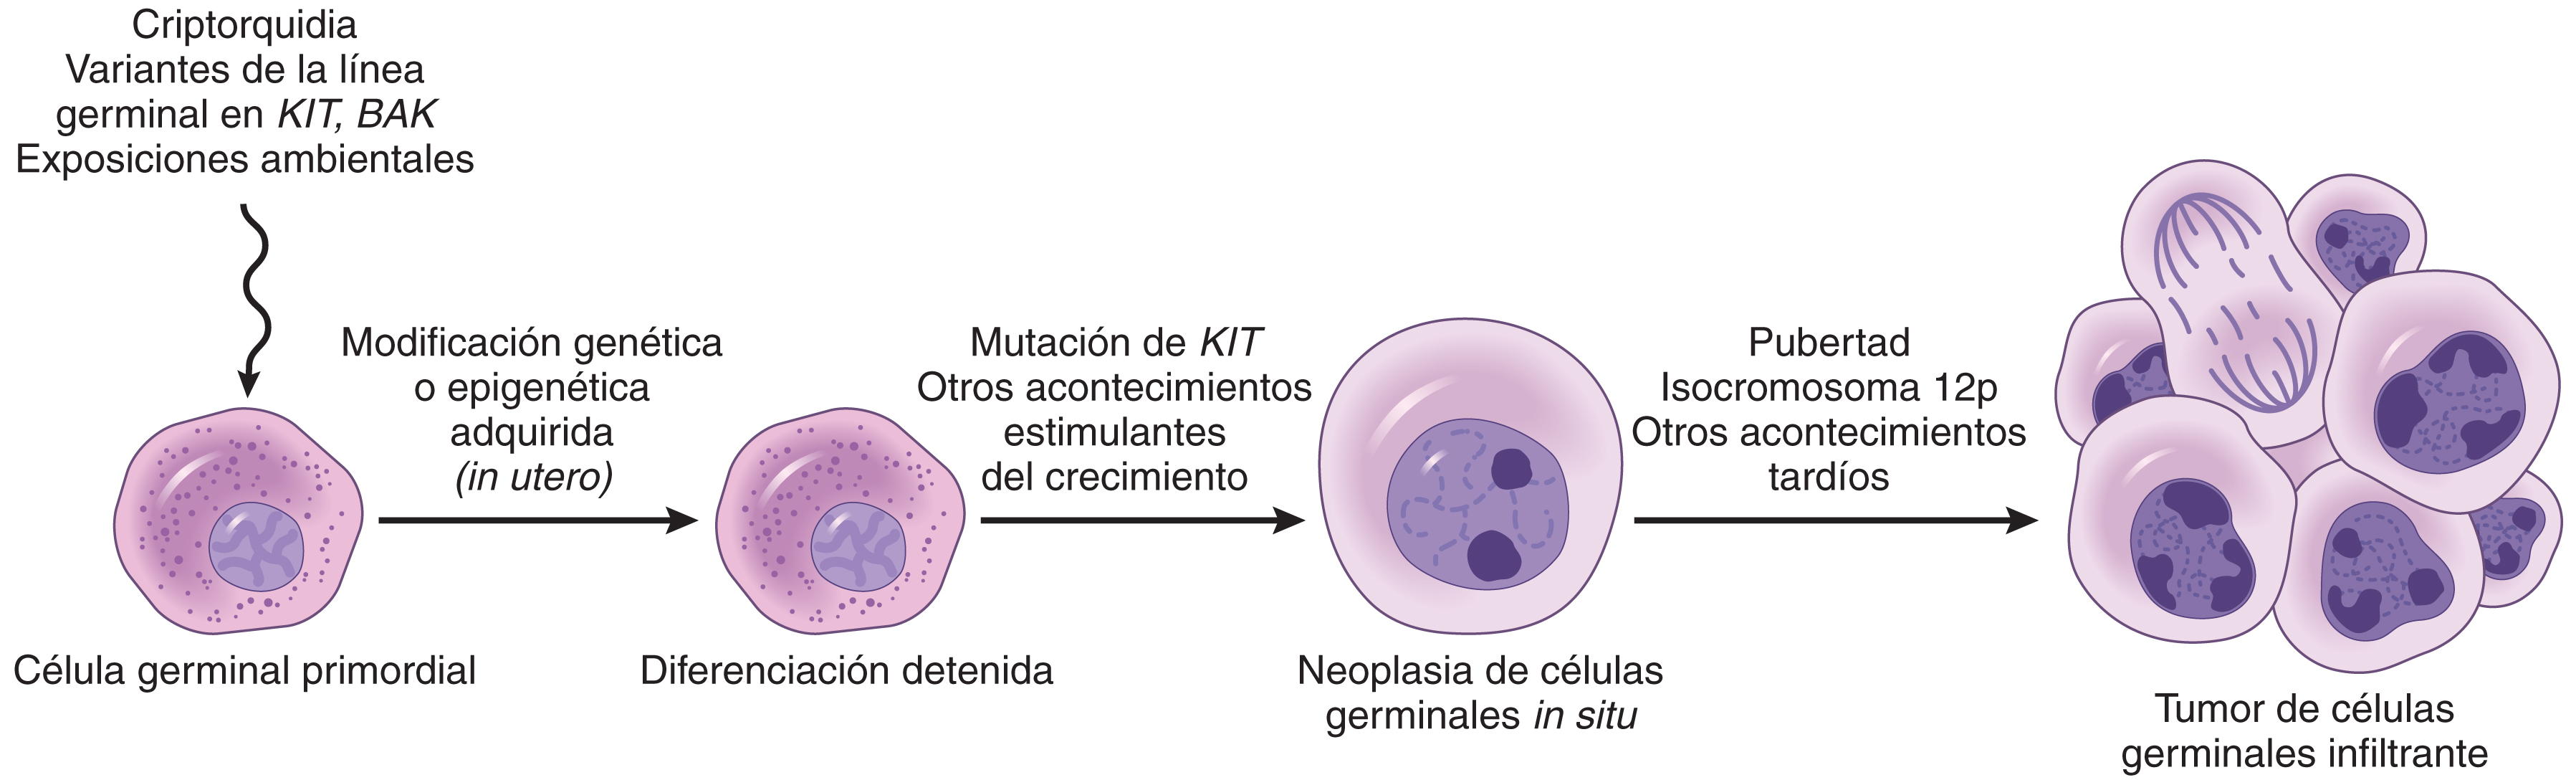 Criptorquidia
Variantes de la línea
germinal en KIT, BAK
Exposiciones ambientales
Modificación genética
o epigenética
adquirida
(in utero)
Mutación de KIT
Otros acontecimientos
estimulantes
del crecimiento
Pubertad
Isocromosoma 12p
Otros acontecimientos
tardíos
Célula germinal primordial
Diferenciación detenida
Neoplasia de células
germinales in situ
Tumor de células
germinales infiltrante